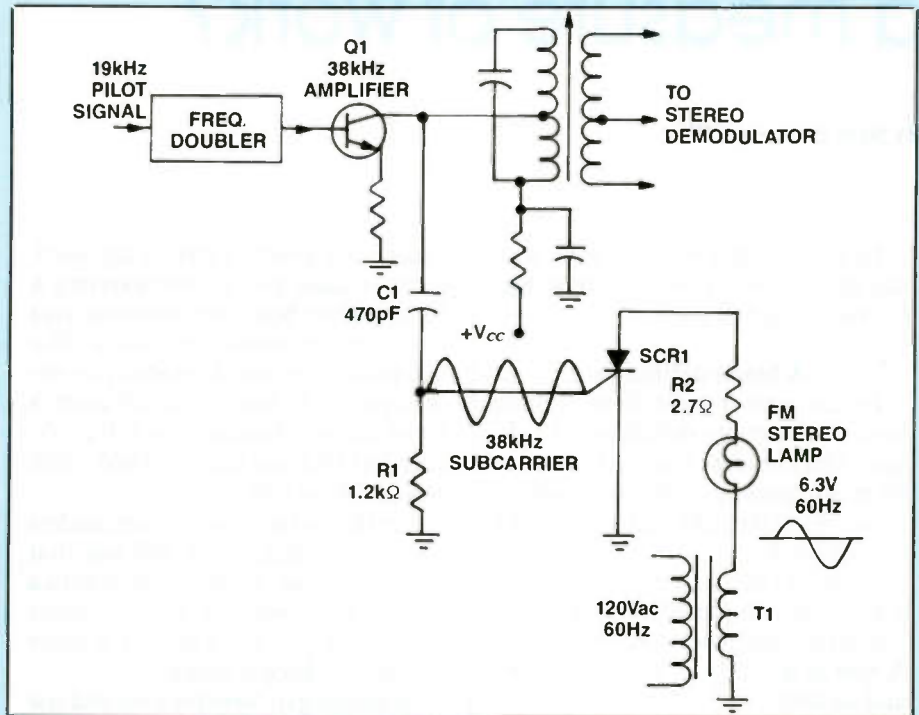 Q1
38kHz
AMPLIFIER
19kHz
PILOT
SIGNAL
FREQ.
DOUBLER
TO
STEREO
DEMODULATOR
C1
470pF
+Vcc
SCR1
R2
2.7Ω
FM
STEREO
LAMP
38kHz
SUBCARRIER
R1
1.2kΩ
6.3V
60Hz
120Vac
60Hz
T1